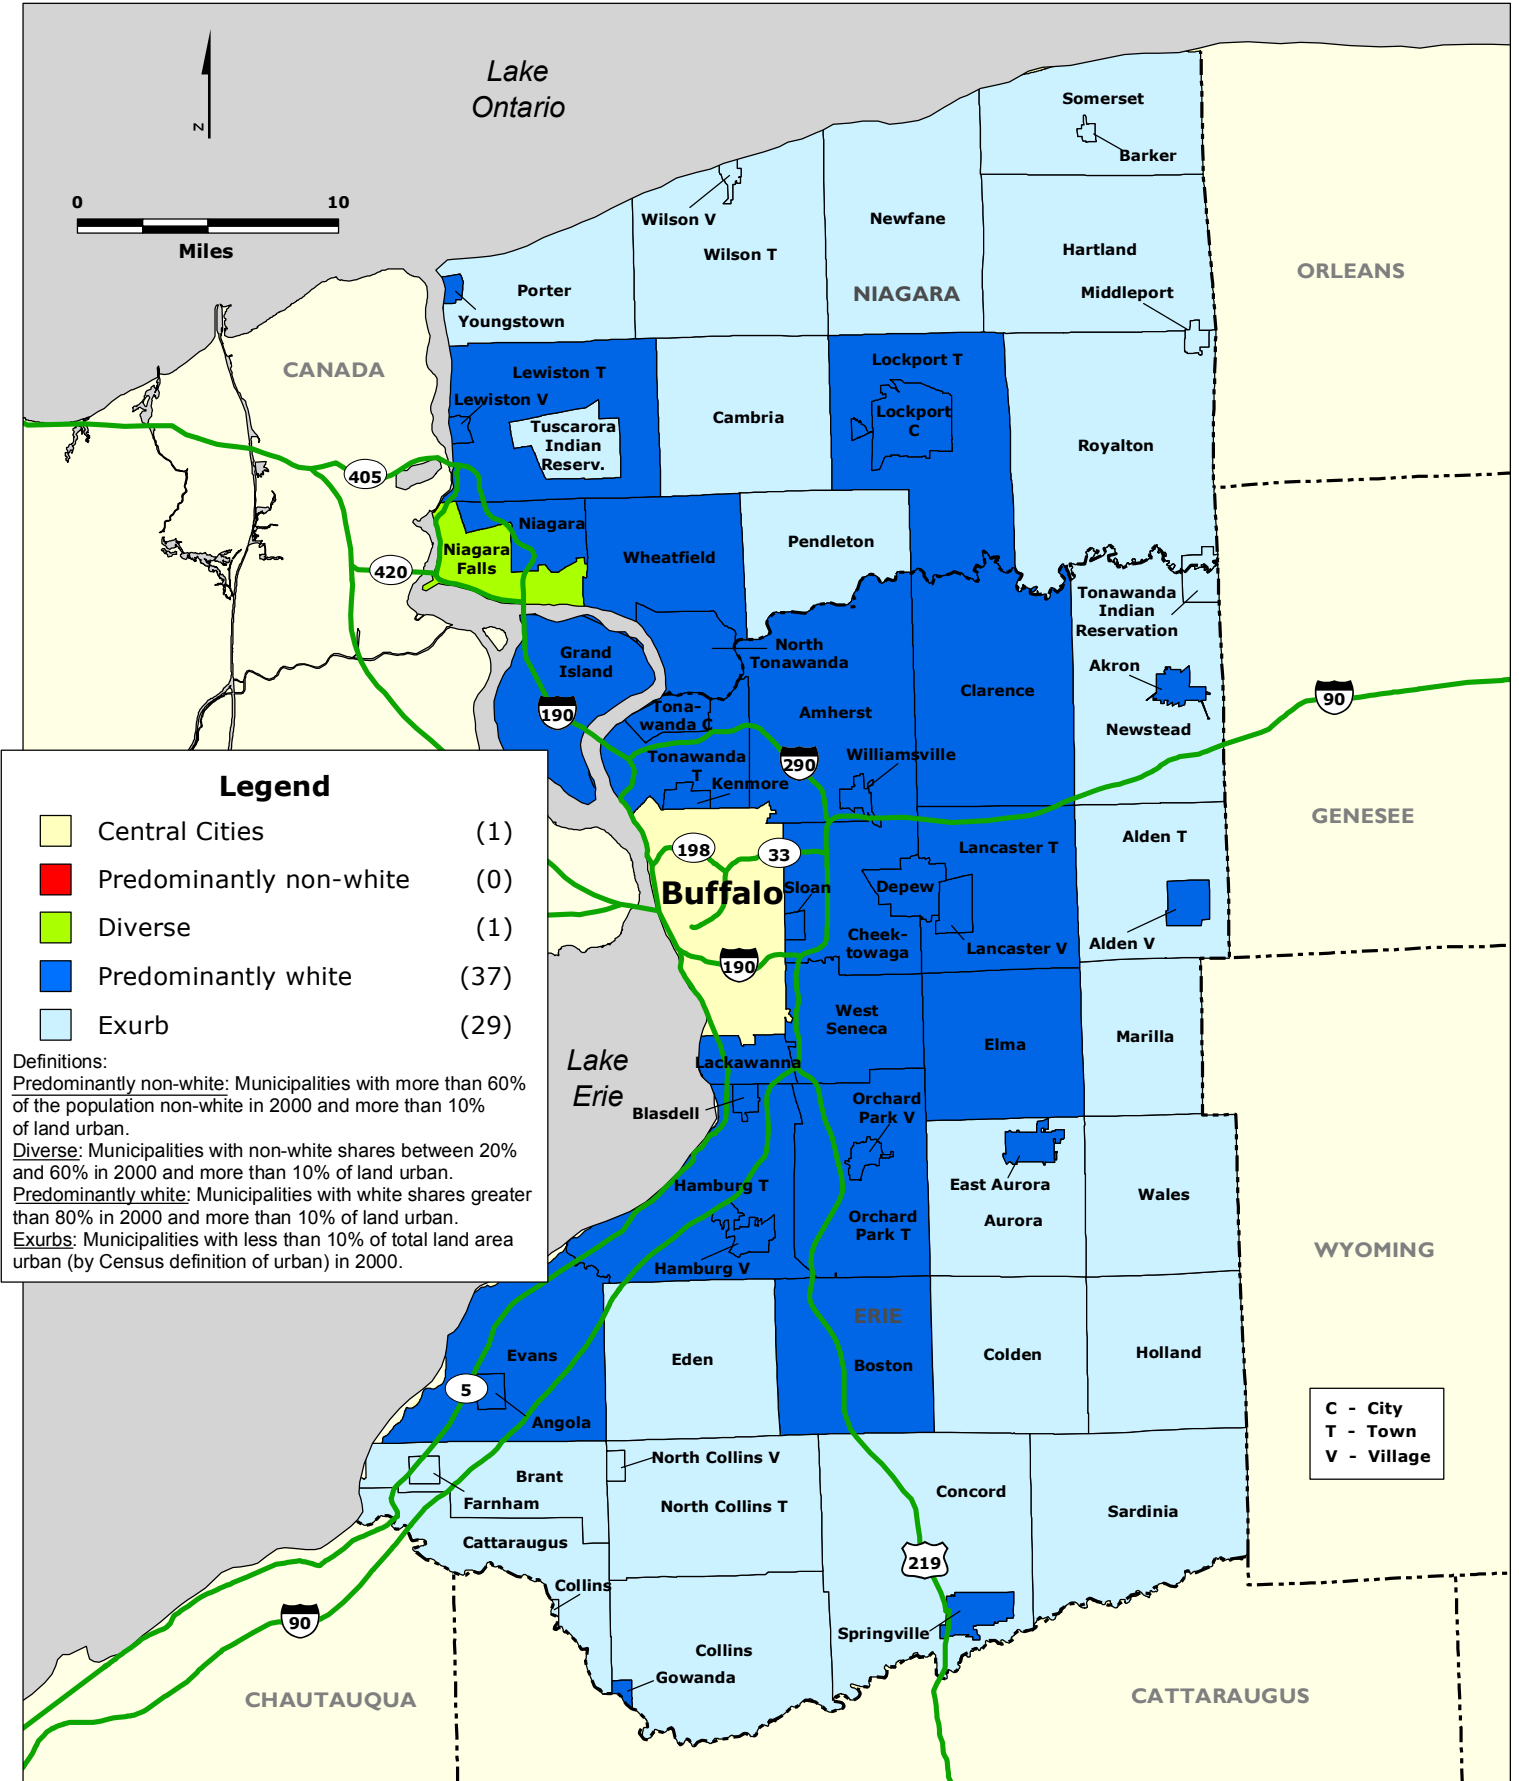 Lake
Ontario
N
0 10
Miles
Somerset
Barker
Wilson V
Wilson T
Newfane
Hartland
Middleport
NIAGARA
ORLEANS
Porter
Youngstown
CANADA
Lewiston T
Lewiston V
Tuscarora
Indian
Reserv.
Cambria
Lockport T
Lockport
C
Royalton
405
420
Niagara
Niagara
Falls
Wheatfield
Pendleton
Tonawanda
Indian
Reservation
Grand
Island
North
Tonawanda
Akron
Clarence
190
Tona-
wanda C
Amherst
Newstead
90
Tonawanda
T
Kenmore
290
Williamsville
GENESEE
Alden T
198
33
Lancaster T
Buffalo
Sloan
Depew
Cheek-
towaga
Lancaster V
Alden V
190
West
Seneca
Elma
Marilla
Lake
Erie
Lackawanna
Blasdell
Orchard
Park V
Hamburg T
East Aurora
Aurora
Wales
Orchard
Park T
Hamburg V
WYOMING
ERIE
Evans
Eden
Boston
Colden
Holland
5
Angola
Brant
Farnham
North Collins V
North Collins T
Concord
Sardinia
Cattaraugus
219
Collins
Collins
Springville
Gowanda
90
CHAUTAUQUA
CATTARAUGUS
Legend
Central Cities (1)
Predominantly non-white (0)
Diverse (1)
Predominantly white (37)
Exurb (29)
Definitions:
Predominantly non-white: Municipalities with more than 60%
of the population non-white in 2000 and more than 10%
of land urban.
Diverse: Municipalities with non-white shares between 20%
and 60% in 2000 and more than 10% of land urban.
Predominantly white: Municipalities with white shares greater
than 80% in 2000 and more than 10% of land urban.
Exurbs: Municipalities with less than 10% of total land area
urban (by Census definition of urban) in 2000.
C - City
T - Town
V - Village